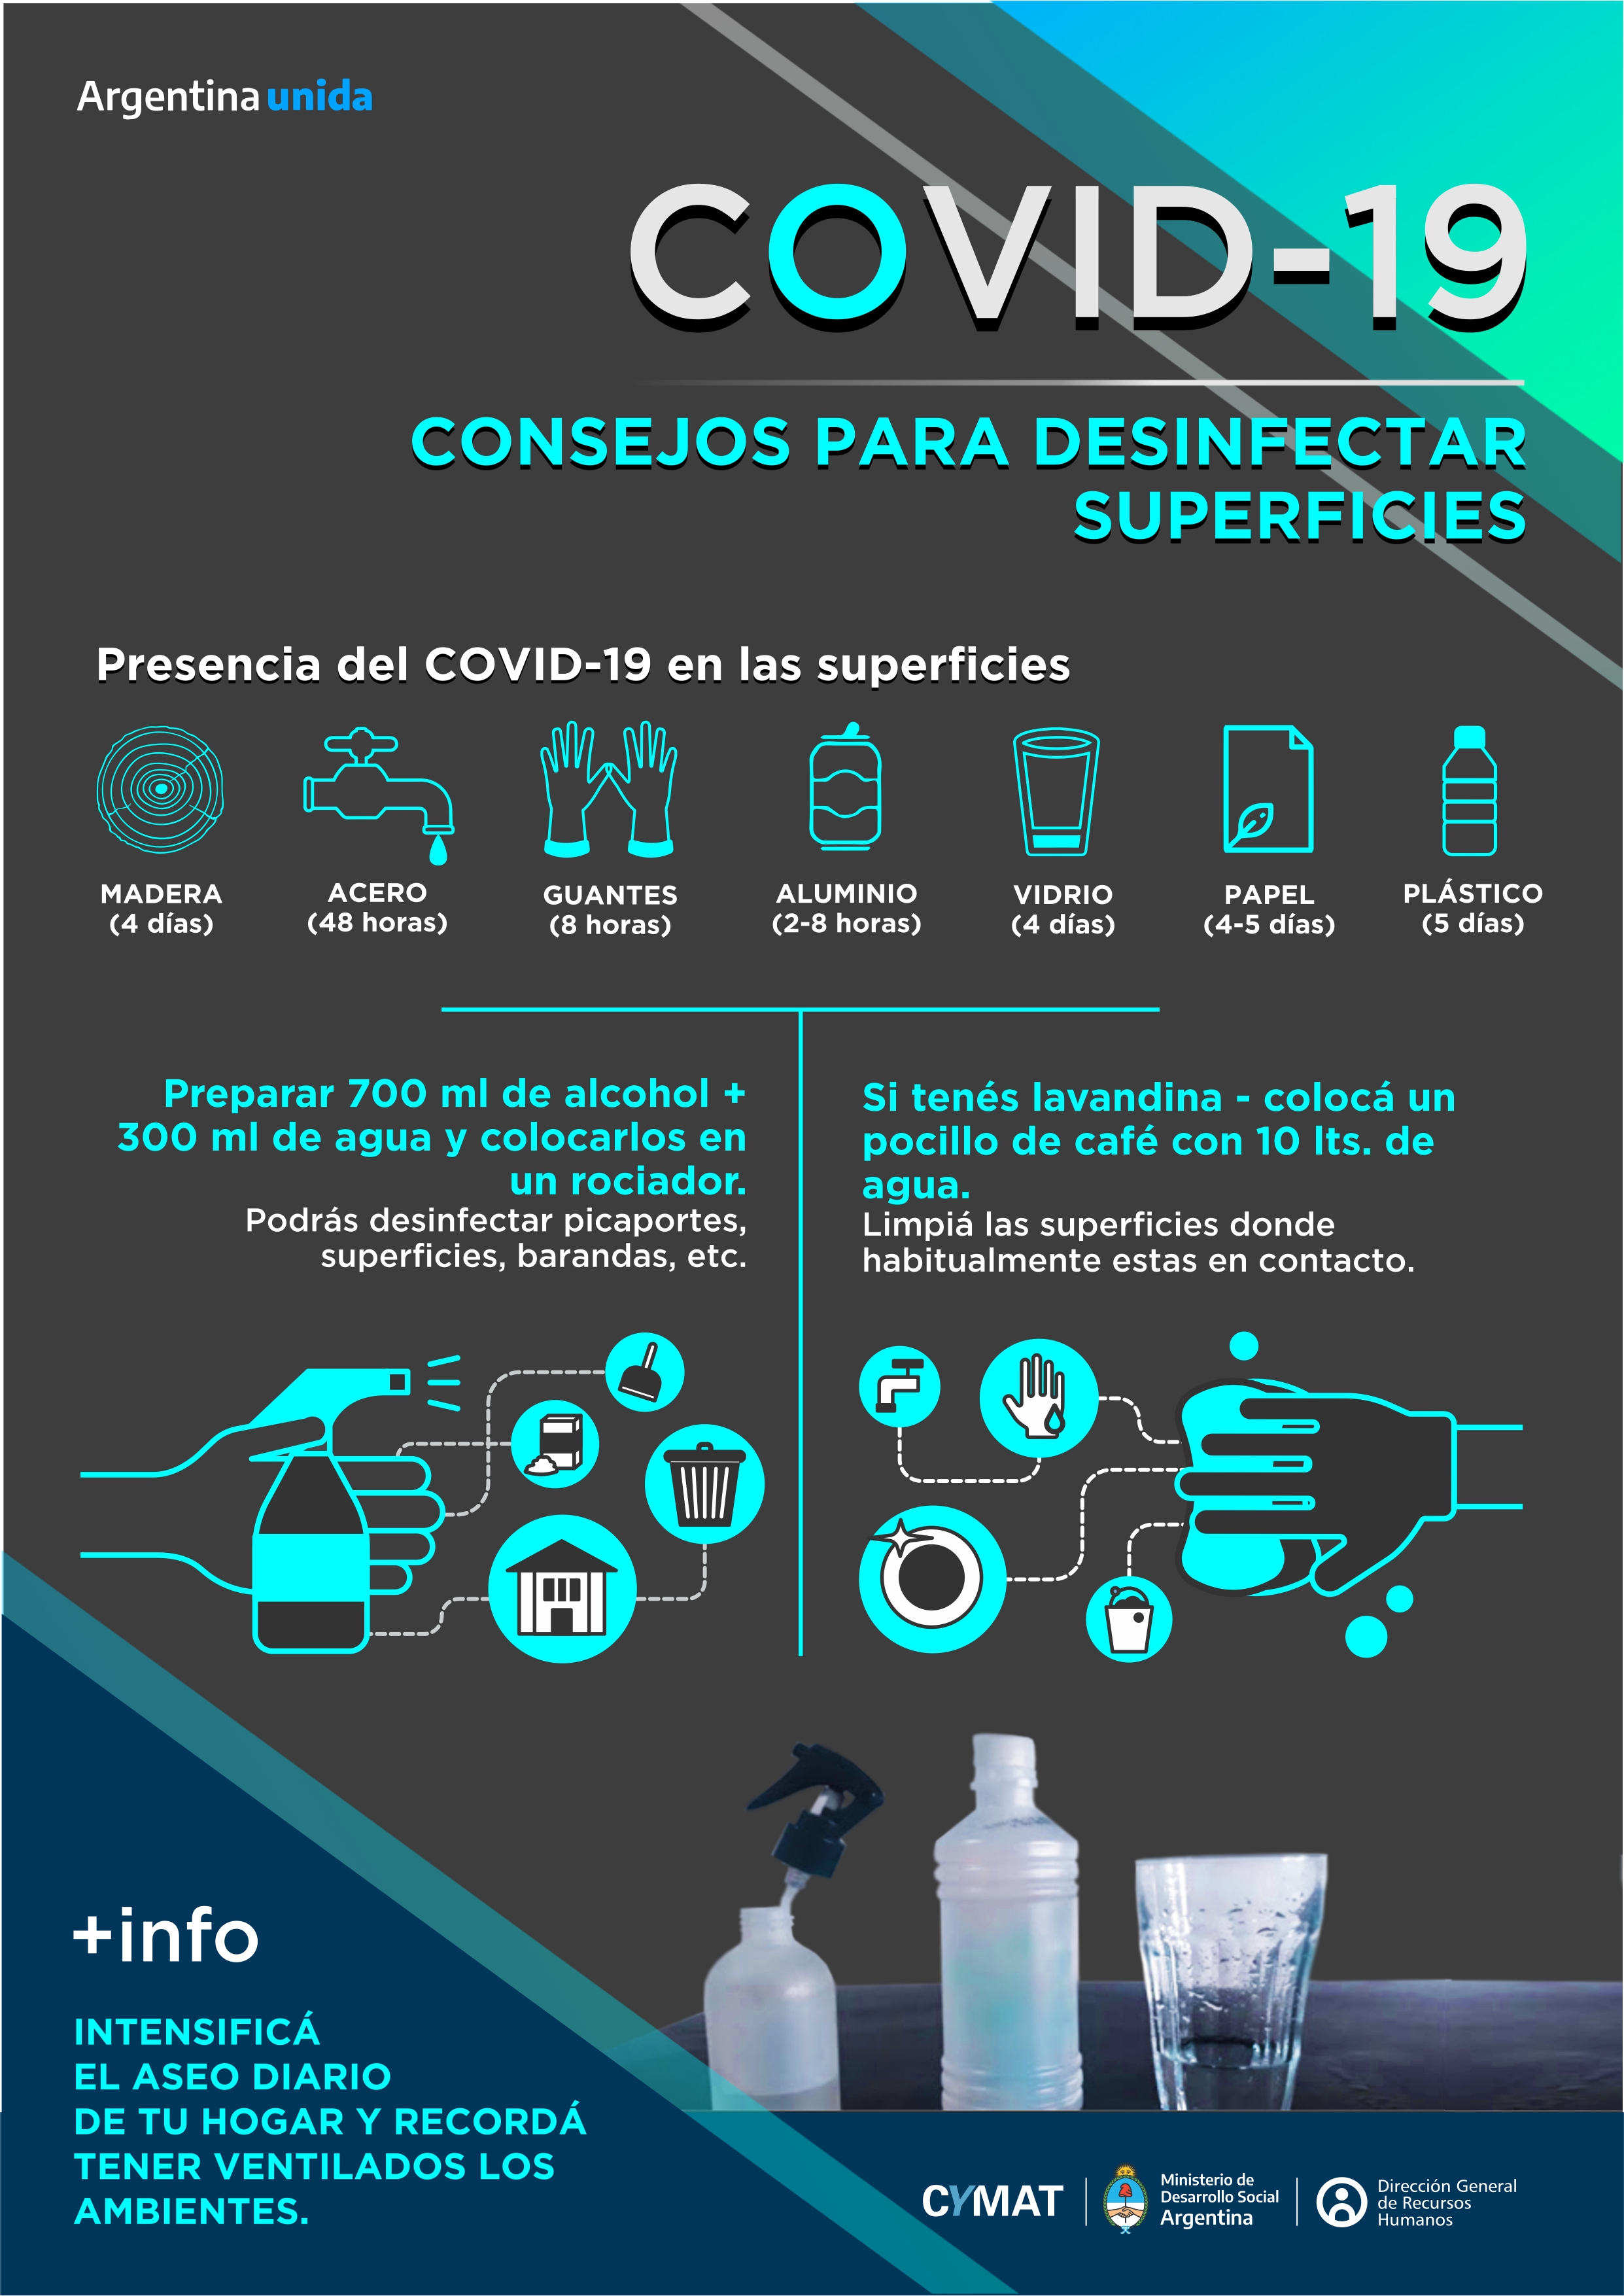 Argentina unida
COVID-19
CONSEJOS PARA DESINFECTAR
SUPERFICIES
Presencia del COVID-19 en las superficies
MADERA
(4 días)
ACERO
(48 horas)
GUANTES
(8 horas)
ALUMINIO
(2-8 horas)
VIDRIO
(4 días)
PAPEL
(4-5 días)
PLÁSTICO
(5 días)
Preparar 700 ml de alcohol +
300 ml de agua y colocarlos en
un rociador.
Podrás desinfectar picaportes,
superficies, barandas, etc.
Si tenés lavandina - colocá un
pocillo de café con 10 lts. de
agua.
Limpiá las superficies donde
habitualmente estas en contacto.
+info
INTENSIFICÁ
EL ASEO DIARIO
DE TU HOGAR Y RECORDÁ
TENER VENTILADOS LOS
AMBIENTES.
CYMAT
Ministerio de
Desarrollo Social
Argentina
Dirección General
de Recursos
Humanos